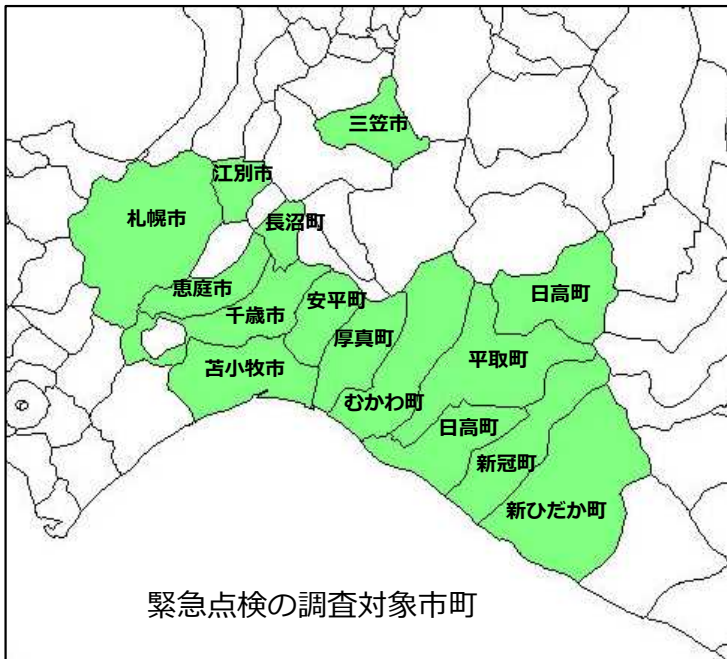 三笠市
江別市
札幌市
長沼町
恵庭市
安平町
日高町
千歳市
厚真町
平取町
苫小牧市
むかわ町
日高町
新冠町
新ひだか町
緊急点検の調査対象市町